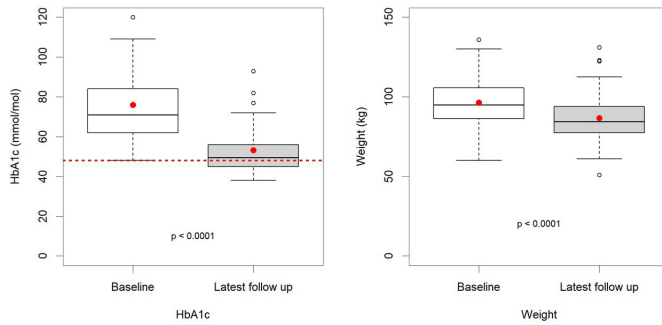 HbA1c (mmol/mol)
120
100
80
60
40
20
0
p < 0.0001
Baseline
Latest follow up
HbA1c
Weight (kg)
150
100
50
0
p < 0.0001
Baseline
Latest follow up
Weight